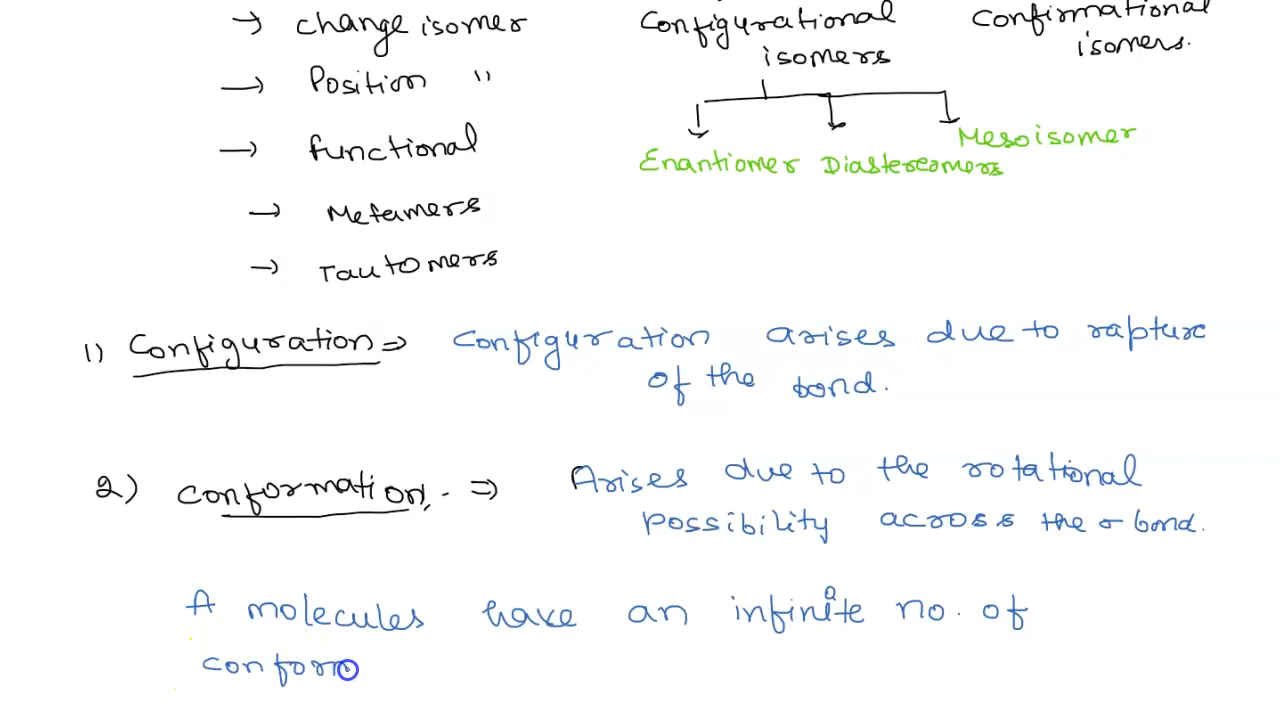 → change isomer
→ Position "
→ functional
→ Metamers
→ Tautomers
Configurational
isomers
Confirmational
isomers.
Enantiomer Diastereomers Mesoisomer
1) Configuration ⇒ configuration arises due to rapture
of the bond.
2) conformation. ⇒ Arises due to the rotational
possibility across the σ bond.
A molecules have an infinite no. of
conform